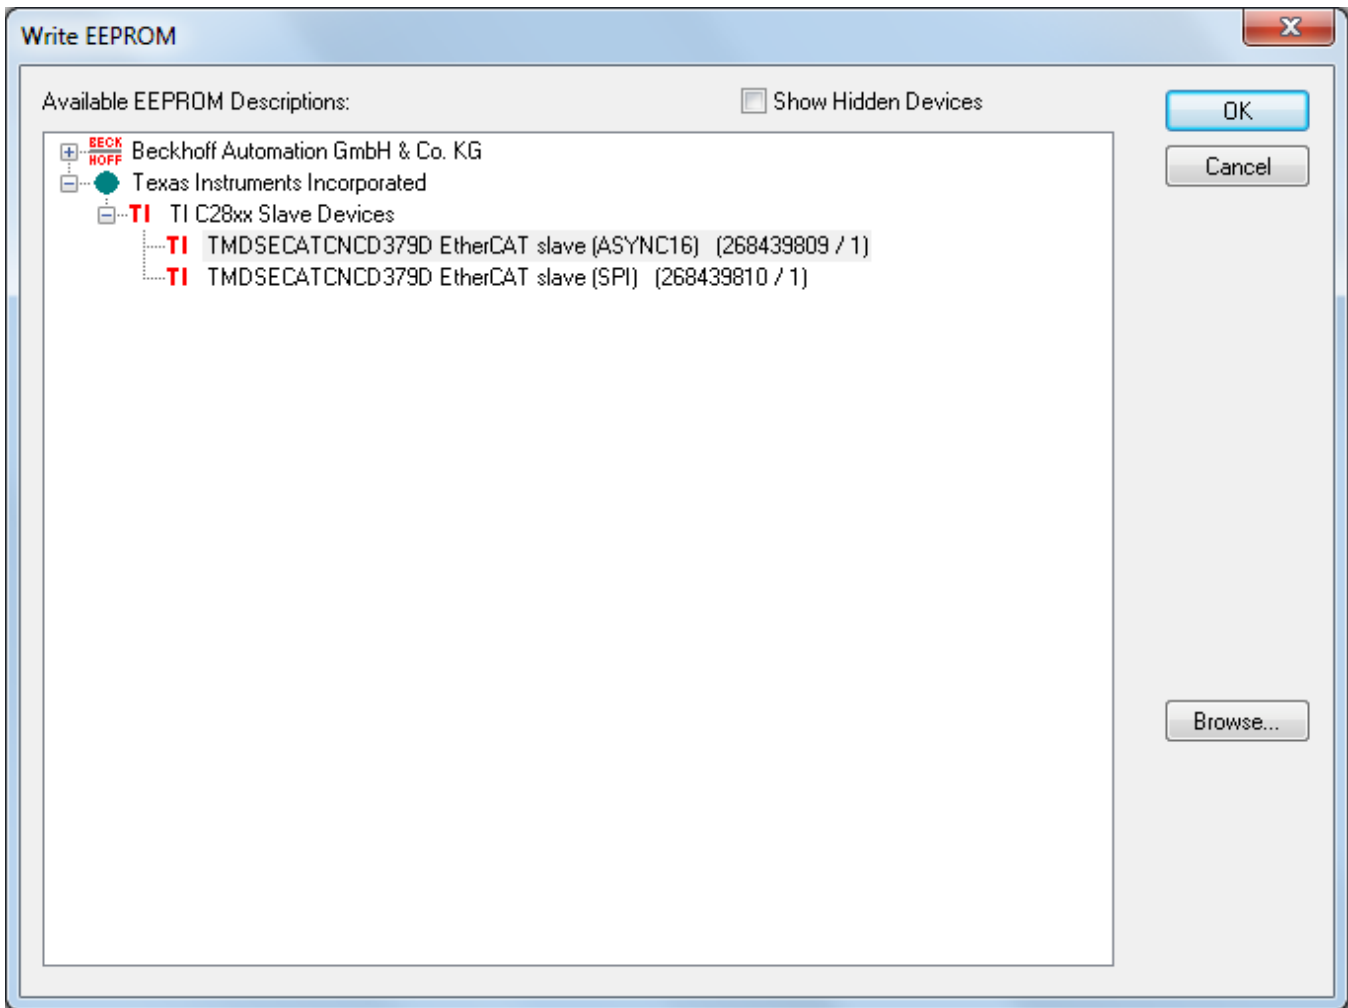 Write EEPROM
Available EEPROM Descriptions:
Show Hidden Devices
OK
BECK
HOFF
Beckhoff Automation GmbH & Co. KG
Cancel
Texas Instruments Incorporated
TI TI C28xx Slave Devices
TI TMDSECATCNCD379D EtherCAT slave (ASYNC16) (268439809 / 1)
TI TMDSECATCNCD379D EtherCAT slave (SPI) (268439810 / 1)
Browse...